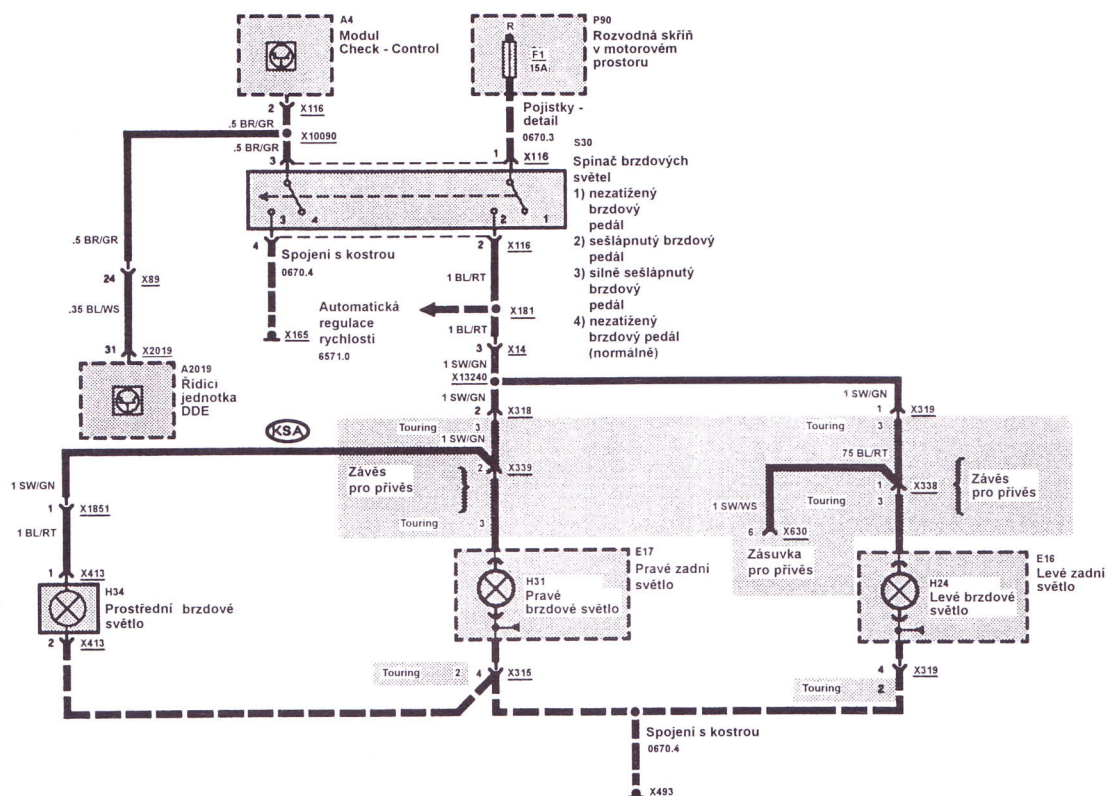 A4
Modul
Check - Control
P90
Rozvodná skříň
v motorovém
prostoru
R
F1
15A
2 X116
Pojistky -
detail
0670.3
.5 BR/GR
X10090
.5 BR/GR
3
1 X116
S30
Spínač brzdových
světel
1) nezatížený
brzdový
pedál
2) sešlápnutý brzdový
pedál
3) silně sešlápnutý
brzdový
pedál
4) nezatížený
brzdový pedál
(normálně)
3 4
2 1
4
2 X116
Spojení s kostrou
0670.4
.5 BR/GR
24 X89
.35 BL/WS
31 X2019
A2019
Řídicí
jednotka
DDE
X165
1 BL/RT
Automatická
regulace
rychlosti
6571.0
X181
1 BL/RT
3 X14
1 SW/GN
X13240
1 SW/GN
2 X318
Touring 3
1 SW/GN
KSA
2 X339
Závěs
pro přívěs
Touring 3
1 SW/GN
1 X319
Touring 3
75 BL/RT
1 X338
Touring 3
Závěs
pro přívěs
1 SW/WS
6 X630
Zásuvka
pro přívěs
1 SW/GN
1 X1851
1 BL/RT
1 X413
H34
Prostřední brzdové
světlo
2 X413
E17
Pravé zadní
světlo
H31
Pravé
brzdové světlo
E16
Levé zadní
světlo
H24
Levé brzdové
světlo
Touring 2
4 X315
4 X319
Touring 2
Spojení s kostrou
0670.4
X493